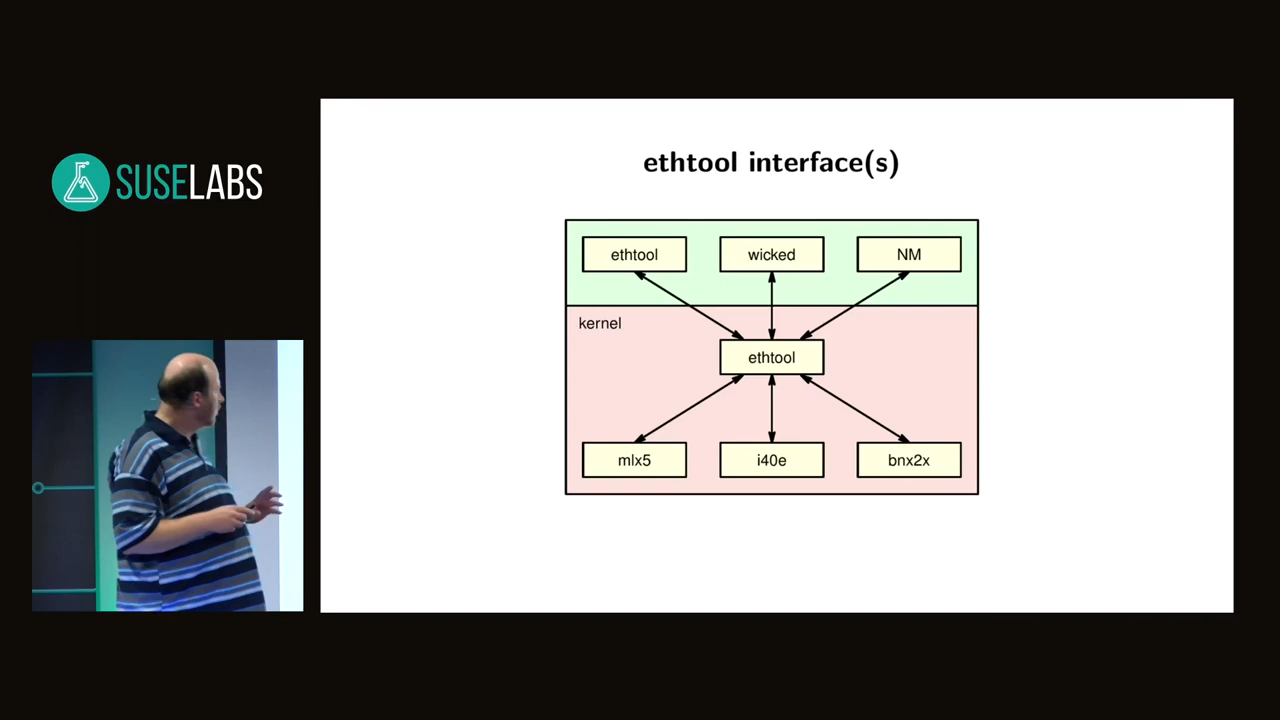 SUSELABS
ethtool interface(s)
ethtool
wicked
NM
kernel
ethtool
mlx5
i40e
bnx2x